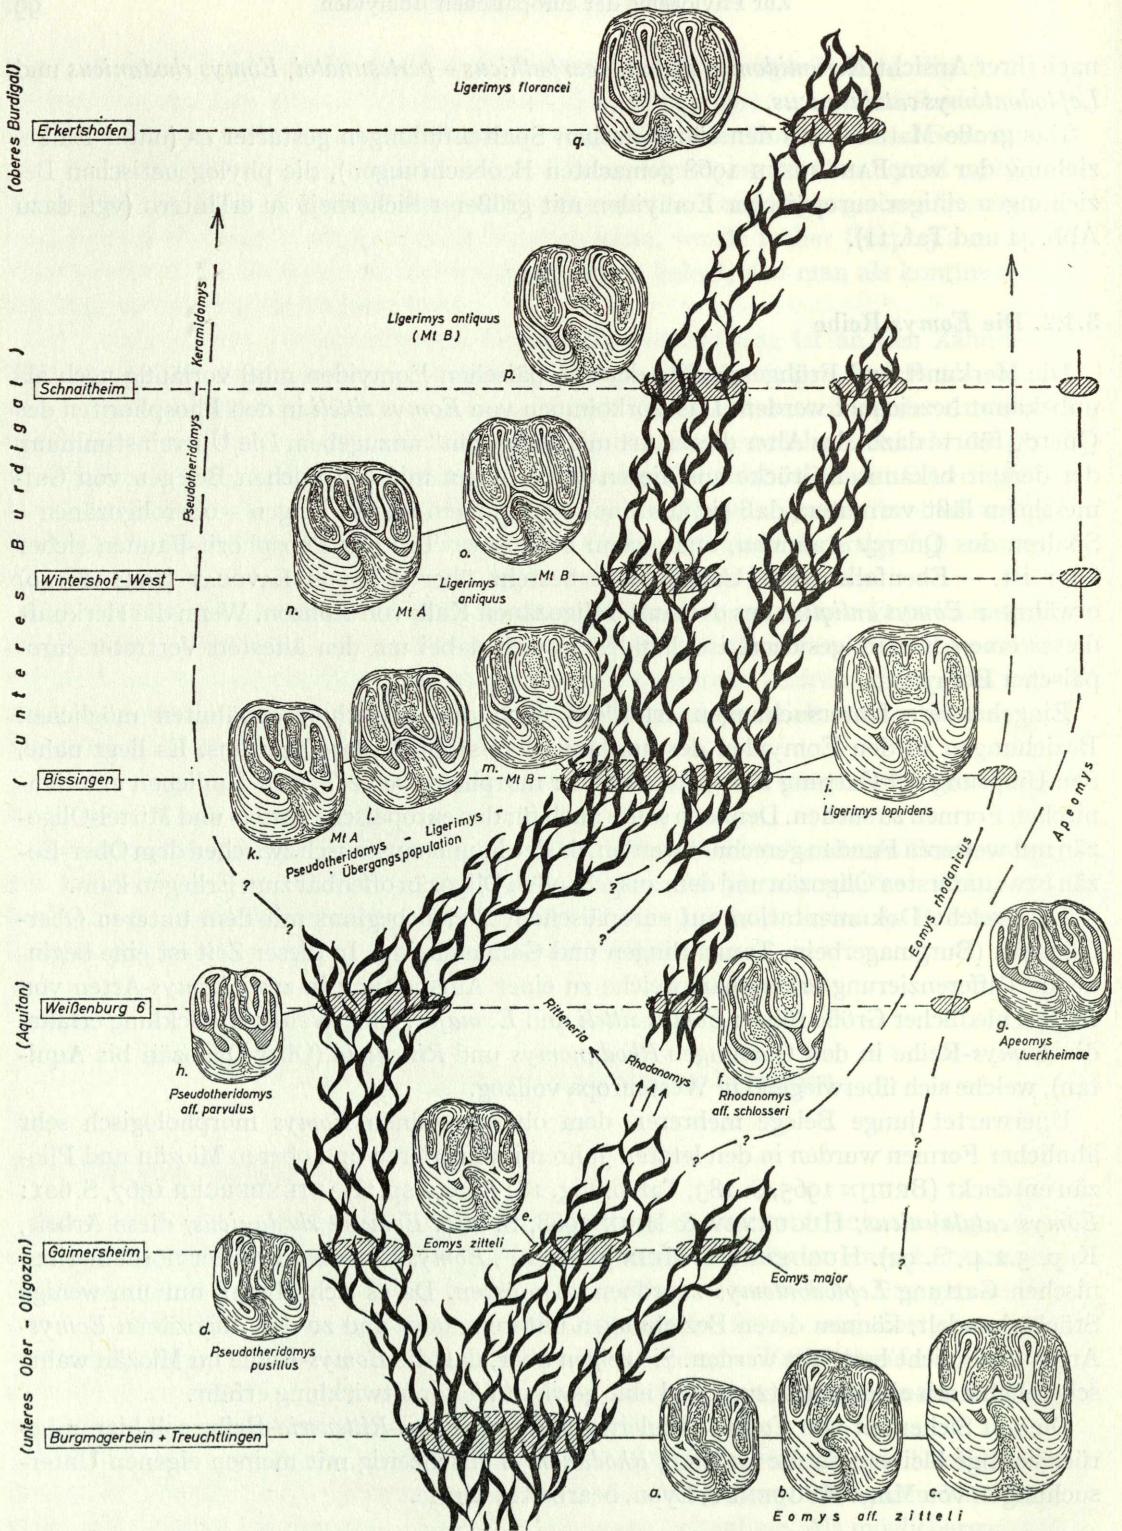 (oberes Burdigal)
Ligerimys florancei
Erkertshofen
q.
Ligerimys antiquus
(Mt B)
Pseudotheridomys - Keramidomys
p.
Schnaitheim
(unteres Burdigal)
o.
Mt B
Wintershof-West
Ligerimys
antiquus
n.
Mt A
m.
Mt B
Bissingen
i.
Ligerimys lophidens
l.
k.
Mt A
Pseudotheridomys - Ligerimys
Übergangspopulation
Apeomys
Eomys rhodanicus
?
?
?
(Aquitan)
Weißenburg 6
Ritteneria
g.
Apeomys
tuerkheimae
h.
Pseudotheridomys
aff. parvulus
Rhodanomys
f.
Rhodanomys
aff. schlosseri
?
?
?
e.
Eomys zitteli
Gaimersheim
?
Eomys major
d.
Pseudotheridomys
pusillus
(unteres Ober-Oligozän)
Burgmagerbein + Treuchtlingen
a.
b.
c.
Eomys aff. zitteli